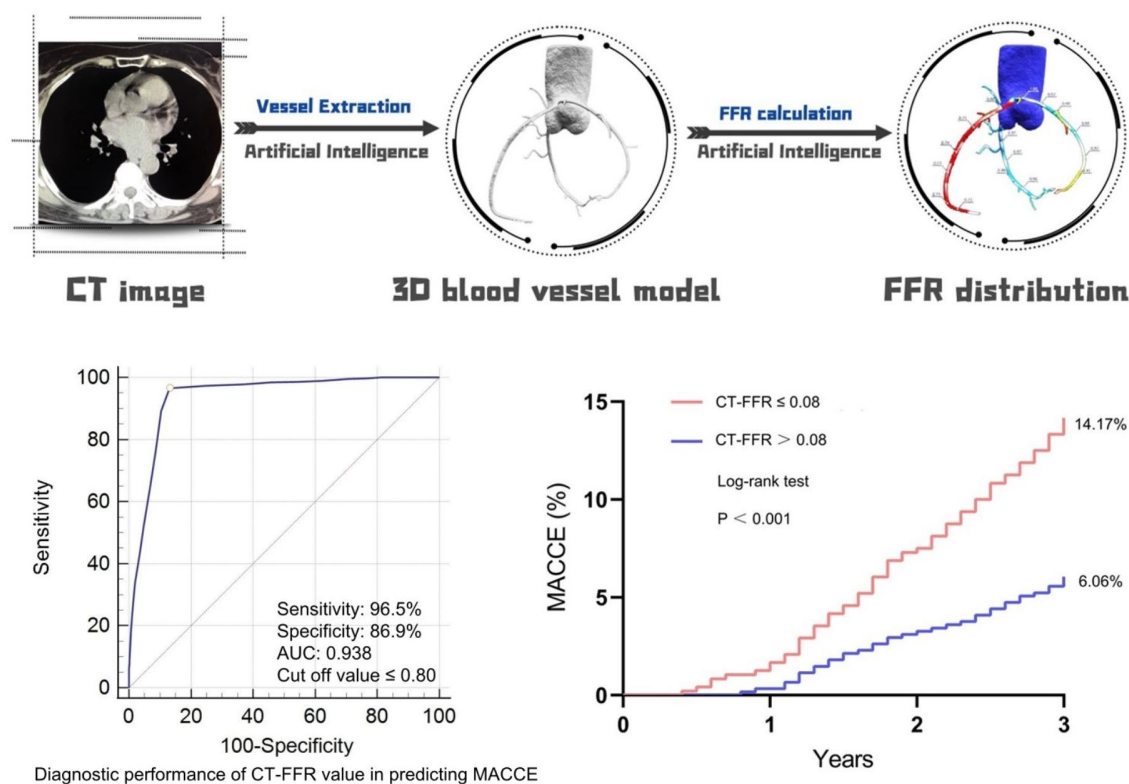 Vessel Extraction
Artificial Intelligence
FFR calculation
Artificial Intelligence
CT image
3D blood vessel model
FFR distribution
Sensitivity
100
80
60
40
20
0
Sensitivity: 96.5%
Specificity: 86.9%
AUC: 0.938
Cut off value ≤ 0.80
0 20 40 60 80 100
100-Specificity
Diagnostic performance of CT-FFR value in predicting MACCE
MACCE (%)
15
10
5
0
CT-FFR ≤ 0.08
CT-FFR > 0.08
Log-rank test
P < 0.001
14.17%
6.06%
0 1 2 3
Years